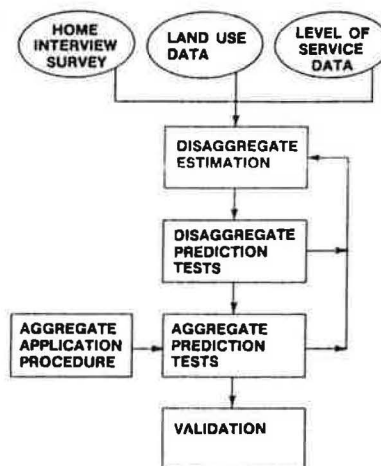 HOME
INTERVIEW
SURVEY
LAND USE
DATA
LEVEL OF
SERVICE
DATA
DISAGGREGATE
ESTIMATION
DISAGGREGATE
PREDICTION
TESTS
AGGREGATE
APPLICATION
PROCEDURE
AGGREGATE
PREDICTION
TESTS
VALIDATION